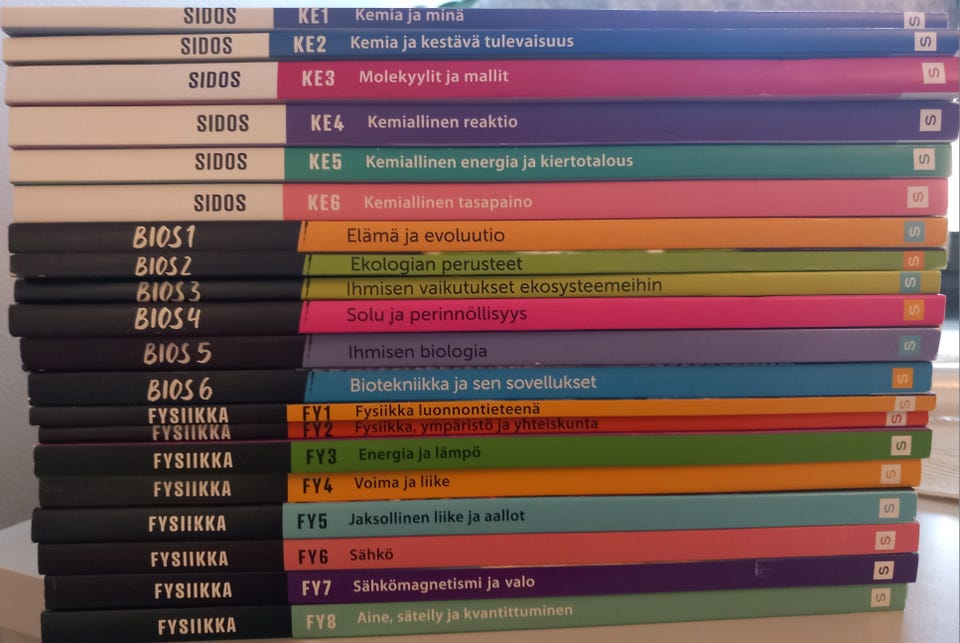 SIDOS KE1 Kemia ja minä S
SIDOS KE2 Kemia ja kestävä tulevaisuus S
SIDOS KE3 Molekyylit ja mallit S
SIDOS KE4 Kemiallinen reaktio S
SIDOS KE5 Kemiallinen energia ja kiertotalous S
SIDOS KE6 Kemiallinen tasapaino S
BIOS 1 Elämä ja evoluutio S
BIOS 2 Ekologian perusteet S
BIOS 3 Ihmisen vaikutukset ekosysteemeihin S
BIOS 4 Solu ja perinnöllisyys S
BIOS 5 Ihmisen biologia S
BIOS 6 Biotekniikka ja sen sovellukset S
FYSIIKKA FY1 Fysiikka luonnontieteenä S
FYSIIKKA FY2 Fysiikka, ympäristö ja yhteiskunta S
FYSIIKKA FY3 Energia ja lämpö S
FYSIIKKA FY4 Voima ja liike S
FYSIIKKA FY5 Jaksollinen liike ja aallot S
FYSIIKKA FY6 Sähkö S
FYSIIKKA FY7 Sähkömagnetismi ja valo S
FYSIIKKA FY8 Aine, säteily ja kvantittuminen S